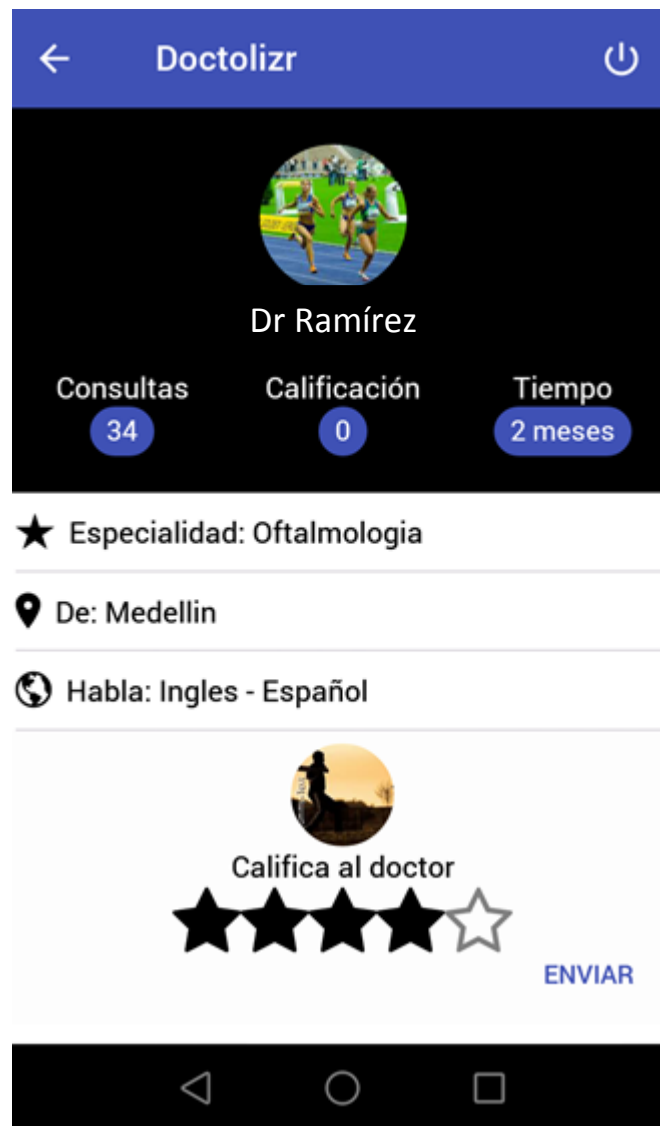 Doctolizr
Dr Ramírez
Consultas Calificación Tiempo
34 0 2 meses
Especialidad: Oftalmologia
De: Medellin
Habla: Ingles - Español
Califica al doctor
ENVIAR